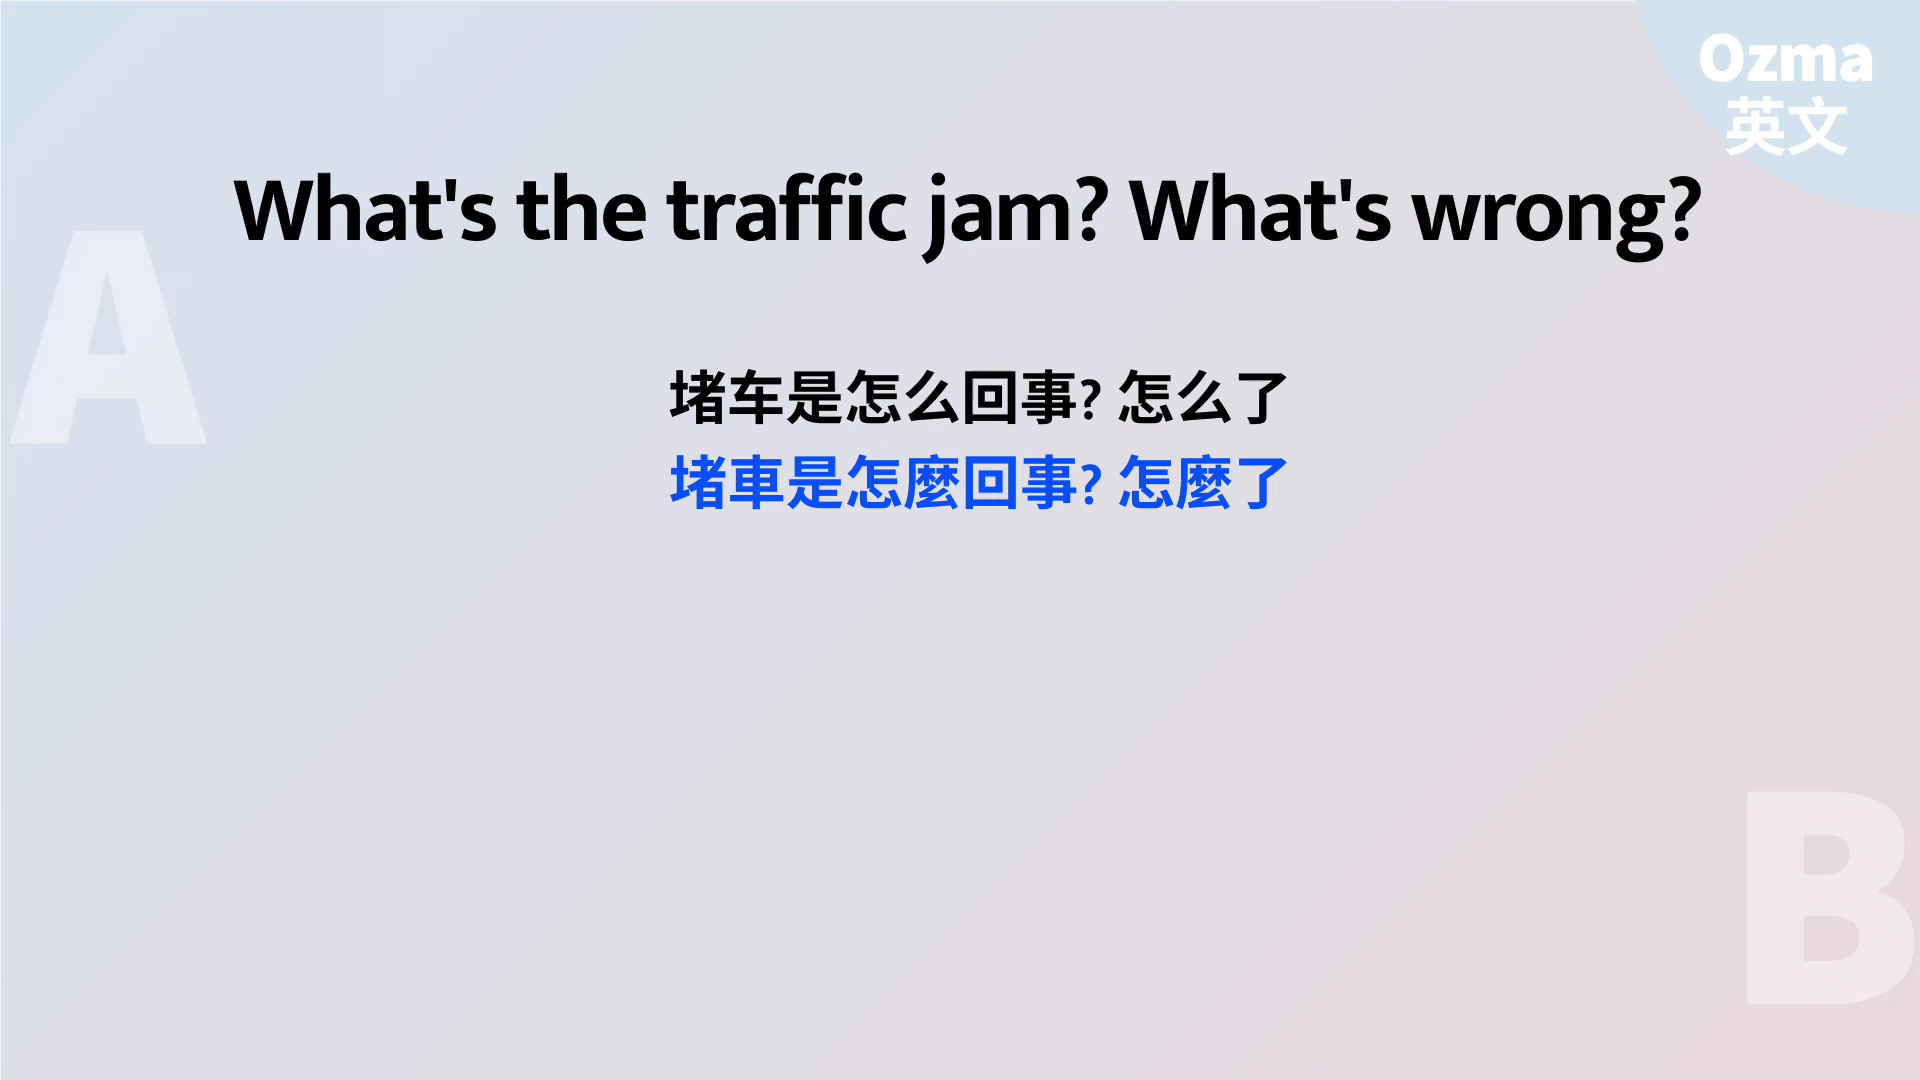 Ozma
英文
What's the traffic jam? What's wrong?
A
堵车是怎么回事? 怎么了
堵車是怎麼回事? 怎麼了
B